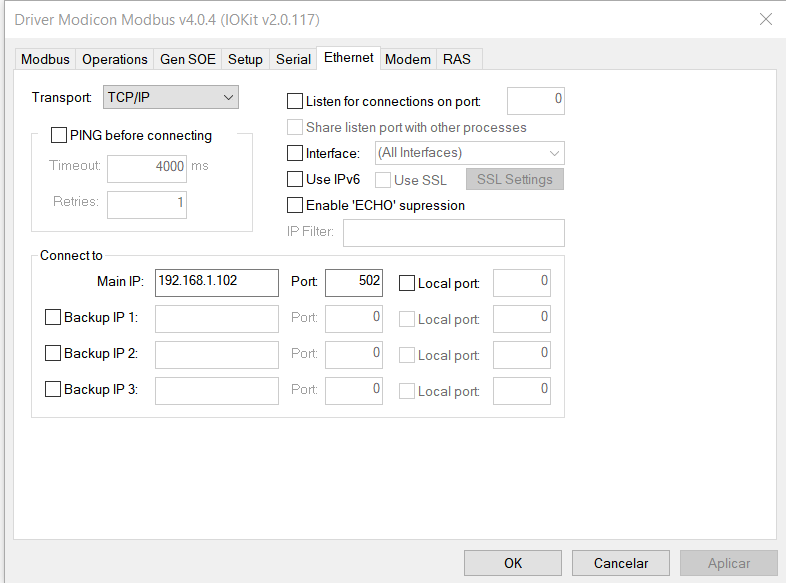 Driver Modicon Modbus v4.0.4 (IOKit v2.0.117)
Modbus Operations Gen SOE Setup Serial Ethernet Modem RAS
Transport: TCP/IP
PING before connecting
Timeout: 4000 ms
Retries: 1
Listen for connections on port: 0
Share listen port with other processes
Interface: (All Interfaces)
Use IPv6 Use SSL SSL Settings
Enable 'ECHO' supression
IP Filter:
Connect to
Main IP: 192.168.1.102 Port: 502 Local port: 0
Backup IP 1: Port: 0 Local port: 0
Backup IP 2: Port: 0 Local port: 0
Backup IP 3: Port: 0 Local port: 0
OK Cancelar Aplicar